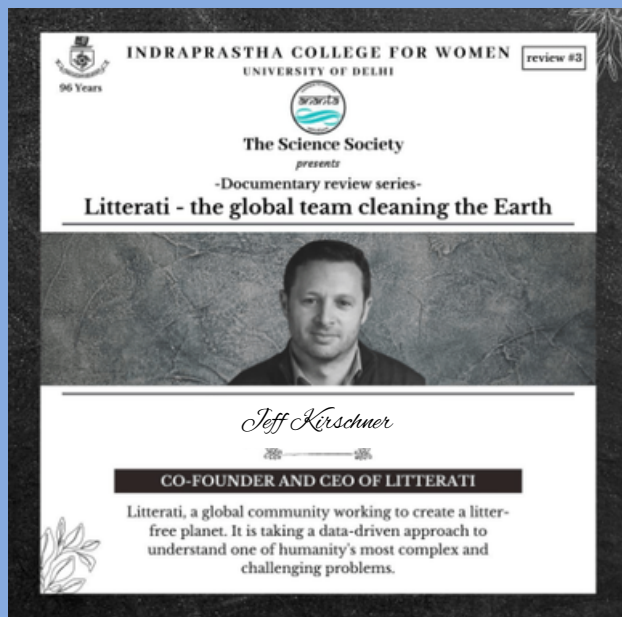 INDRAPRASTHA COLLEGE FOR WOMEN
review #3
UNIVERSITY OF DELHI
96 Years
ananta
The Science Society
presents
-Documentary review series-
Litterati - the global team cleaning the Earth
Jeff Kirschner
CO-FOUNDER AND CEO OF LITTERATI
Litterati, a global community working to create a litter-
free planet. It is taking a data-driven approach to
understand one of humanity's most complex and
challenging problems.